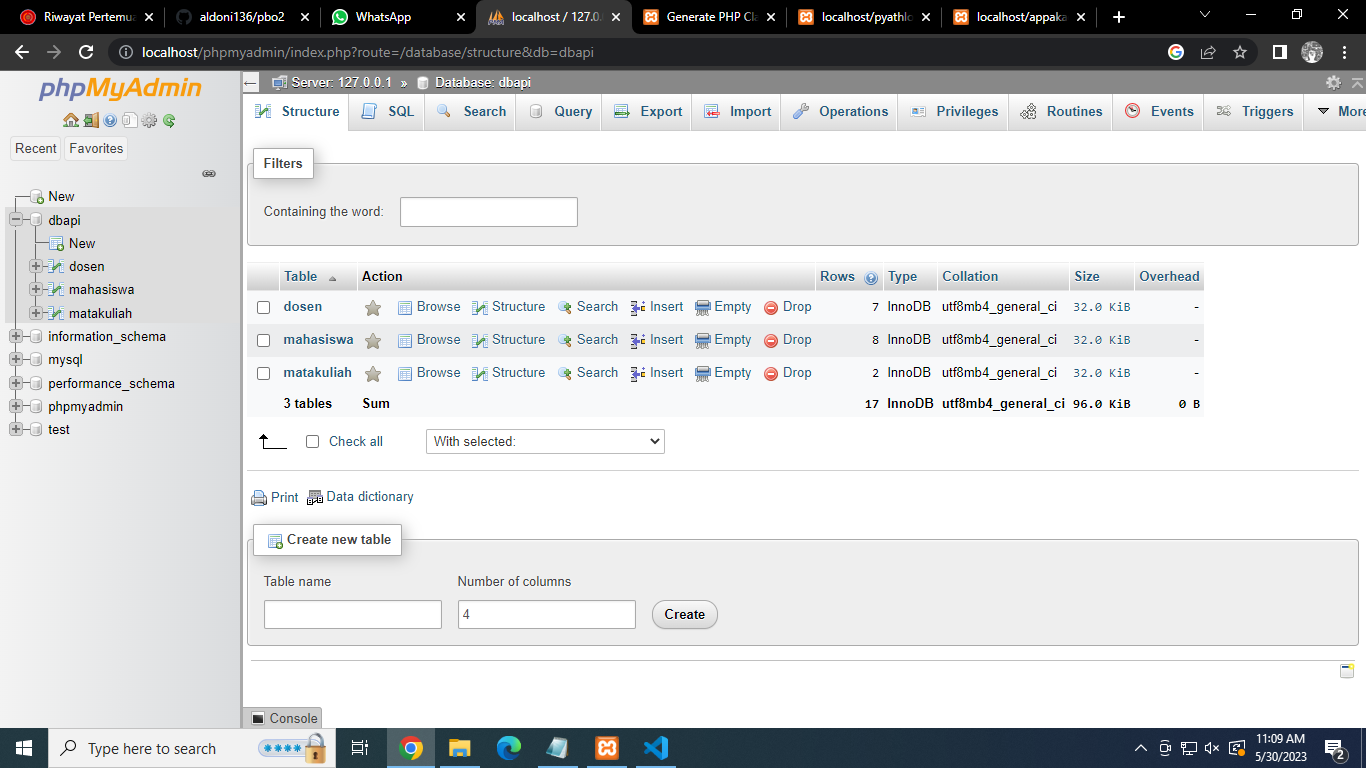 Riwayat Pertemua
aldoni136/pbo2
WhatsApp
localhost / 127.0.
Generate PHP Cla
localhost/pyathlo
localhost/appaka
localhost/phpmyadmin/index.php?route=/database/structure&db=dbapi
phpMyAdmin
Recent Favorites
New
dbapi
New
dosen
mahasiswa
matakuliah
information_schema
mysql
performance_schema
phpmyadmin
test
Server: 127.0.0.1 » Database: dbapi
Structure SQL Search Query Export Import Operations Privileges Routines Events Triggers More
Filters
Containing the word:
Table Action Rows Type Collation Size Overhead
dosen Browse Structure Search Insert Empty Drop 7 InnoDB utf8mb4_general_ci 32.0 KiB -
mahasiswa Browse Structure Search Insert Empty Drop 8 InnoDB utf8mb4_general_ci 32.0 KiB -
matakuliah Browse Structure Search Insert Empty Drop 2 InnoDB utf8mb4_general_ci 32.0 KiB -
3 tables Sum 17 InnoDB utf8mb4_general_ci 96.0 KiB 0 B
Check all With selected:
Print Data dictionary
Create new table
Table name Number of columns
4 Create
Console
Type here to search
11:09 AM
5/30/2023
2